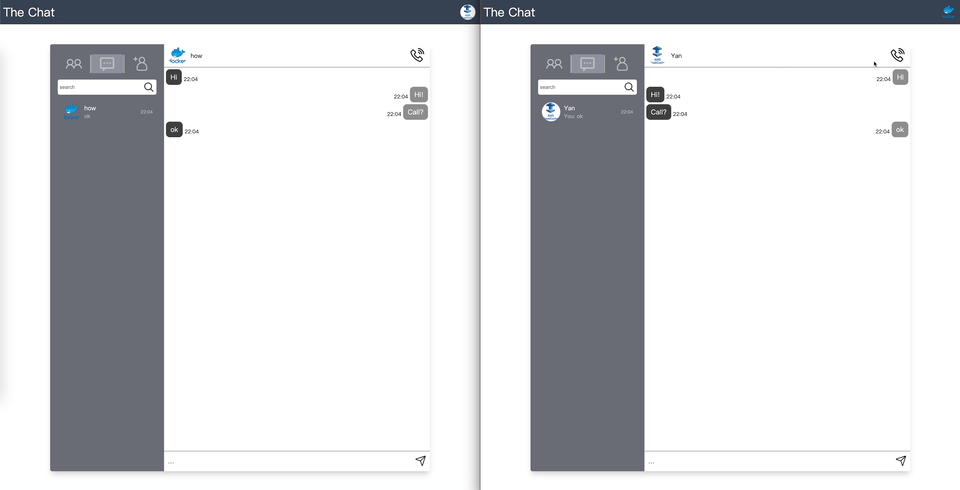 The Chat
how
Hi 22:04
22:04 Hi!
22:04 Call?
ok 22:04
search
how
ok
22:04
...
The Chat
Yan
22:04 Hi
Hi! 22:04
Call? 22:04
22:04 ok
search
Yan
You ok
22:04
...